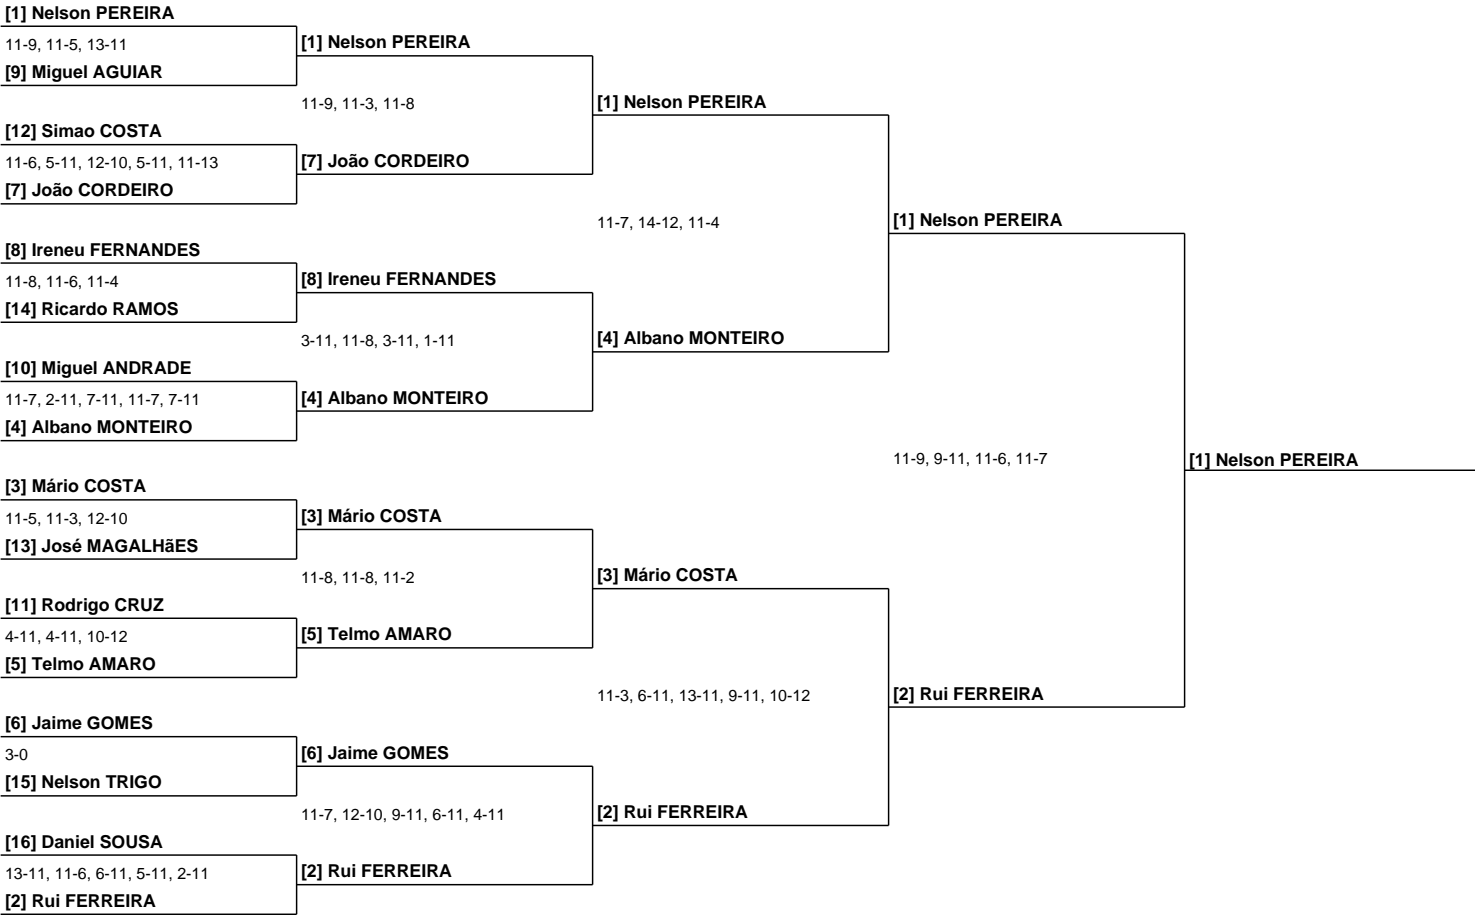 [1] Nelson PEREIRA
11-9, 11-5, 13-11
[9] Miguel AGUIAR
[12] Simao COSTA
11-6, 5-11, 12-10, 5-11, 11-13
[7] João CORDEIRO
[8] Ireneu FERNANDES
11-8, 11-6, 11-4
[14] Ricardo RAMOS
[10] Miguel ANDRADE
11-7, 2-11, 7-11, 11-7, 7-11
[4] Albano MONTEIRO
[3] Mário COSTA
11-5, 11-3, 12-10
[13] José MAGALHãES
[11] Rodrigo CRUZ
4-11, 4-11, 10-12
[5] Telmo AMARO
[6] Jaime GOMES
3-0
[15] Nelson TRIGO
[16] Daniel SOUSA
13-11, 11-6, 6-11, 5-11, 2-11
[2] Rui FERREIRA
[1] Nelson PEREIRA
11-9, 11-3, 11-8
[7] João CORDEIRO
[8] Ireneu FERNANDES
3-11, 11-8, 3-11, 1-11
[4] Albano MONTEIRO
[3] Mário COSTA
11-8, 11-8, 11-2
[5] Telmo AMARO
[6] Jaime GOMES
11-7, 12-10, 9-11, 6-11, 4-11
[2] Rui FERREIRA
[1] Nelson PEREIRA
11-7, 14-12, 11-4
[4] Albano MONTEIRO
[3] Mário COSTA
11-3, 6-11, 13-11, 9-11, 10-12
[2] Rui FERREIRA
[1] Nelson PEREIRA
11-9, 9-11, 11-6, 11-7
[2] Rui FERREIRA
[1] Nelson PEREIRA